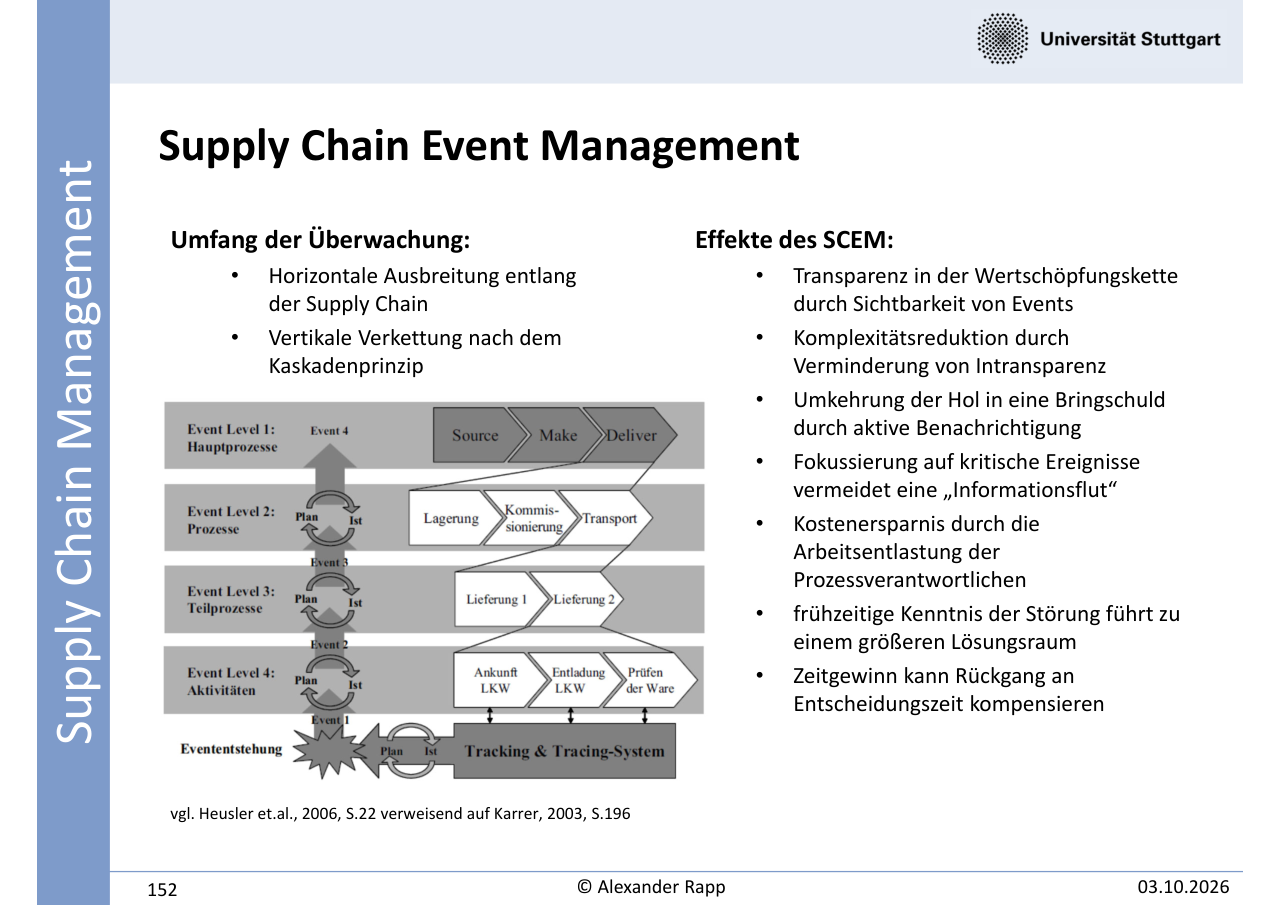 Universität Stuttgart
Supply Chain Management
Supply Chain Event Management
Umfang der Überwachung:
• Horizontale Ausbreitung entlang
der Supply Chain
• Vertikale Verkettung nach dem
Kaskadenprinzip
Event Level 1:
Hauptprozesse
Event 4
Source
Make
Deliver
Event Level 2:
Prozesse
Plan
Ist
Lagerung
Kommis-
sionierung
Transport
Event 3
Event Level 3:
Teilprozesse
Plan
Ist
Lieferung 1
Lieferung 2
Event 2
Event Level 4:
Aktivitäten
Plan
Ist
Ankunft
LKW
Entladung
LKW
Prüfen
der Ware
Event 1
Evententstehung
Plan
Ist
Tracking & Tracing-System
vgl. Heusler et.al., 2006, S.22 verweisend auf Karrer, 2003, S.196
Effekte des SCEM:
• Transparenz in der Wertschöpfungskette
durch Sichtbarkeit von Events
• Komplexitätsreduktion durch
Verminderung von Intransparenz
• Umkehrung der Hol in eine Bringschuld
durch aktive Benachrichtigung
• Fokussierung auf kritische Ereignisse
vermeidet eine „Informationsflut“
• Kostenersparnis durch die
Arbeitsentlastung der
Prozessverantwortlichen
• frühzeitige Kenntnis der Störung führt zu
einem größeren Lösungsraum
• Zeitgewinn kann Rückgang an
Entscheidungszeit kompensieren
152
© Alexander Rapp
03.10.2026